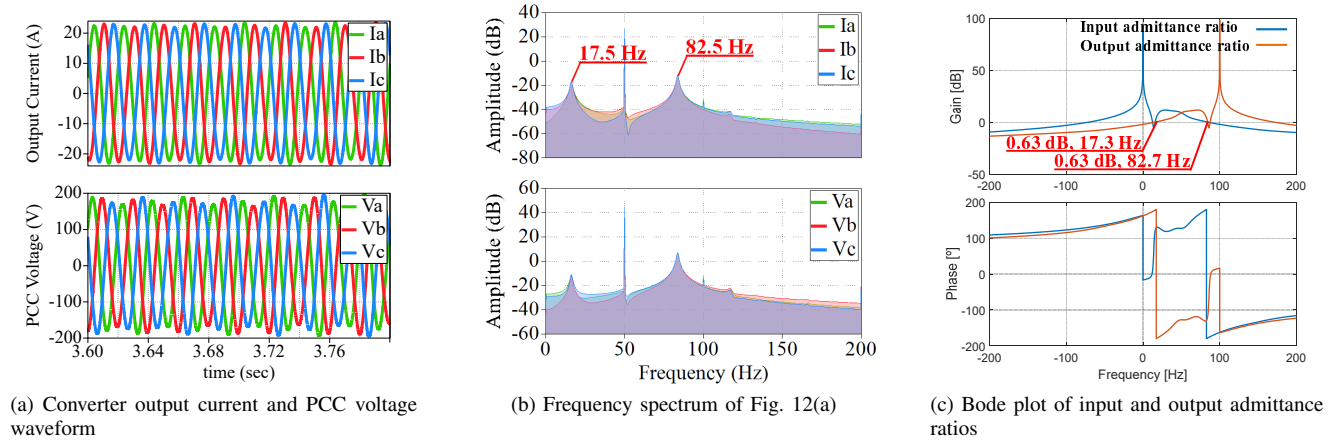 Output Current (A)
20
10
0
-10
-20
Ia
Ib
Ic
PCC Voltage (V)
200
100
0
-100
-200
Va
Vb
Vc
3.60
3.64
3.68
3.72
3.76
time (sec)
(a) Converter output current and PCC voltage
waveform
Amplitude (dB)
40
20
0
-20
-40
-60
-80
17.5 Hz
82.5 Hz
Ia
Ib
Ic
Amplitude (dB)
60
40
20
0
-20
-40
-60
Va
Vb
Vc
0
50
100
150
200
Frequency (Hz)
(b) Frequency spectrum of Fig. 12(a)
Gain [dB]
100
50
0
-50
Input admittance ratio
Output admittance ratio
0.63 dB, 17.3 Hz
0.63 dB, 82.7 Hz
-200
-100
0
100
200
Phase [º]
200
100
0
-100
-200
-200
-100
0
100
200
Frequency [Hz]
(c) Bode plot of input and output admittance
ratios